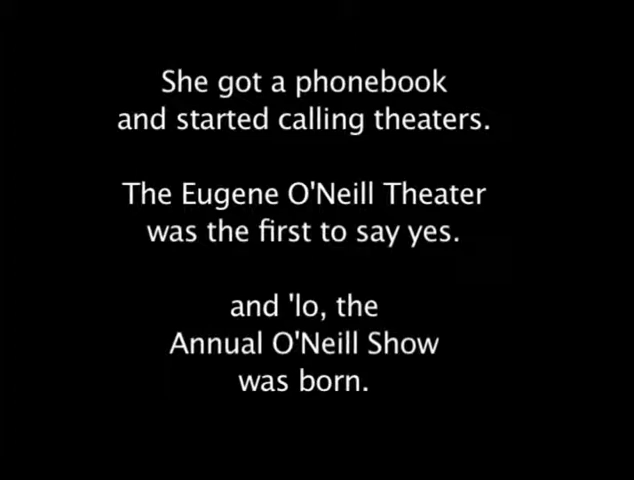 She got a phonebook
and started calling theaters.
The Eugene O'Neill Theater
was the first to say yes.
and 'lo, the
Annual O'Neill Show
was born.